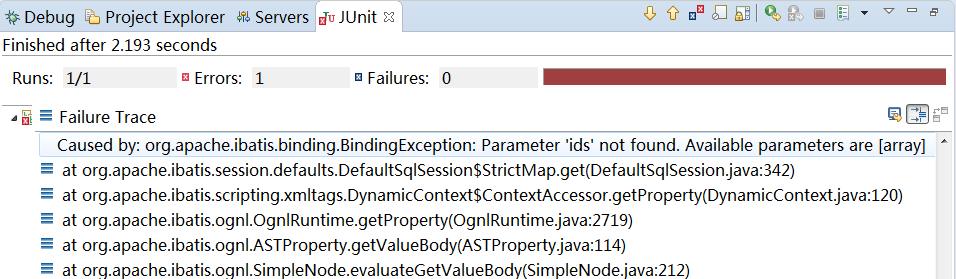 Debug Project Explorer Servers JUnit
Finished after 2.193 seconds
Runs: 1/1 Errors: 1 Failures: 0
Failure Trace
Caused by: org.apache.ibatis.binding.BindingException: Parameter 'ids' not found. Available parameters are [array]
at org.apache.ibatis.session.defaults.DefaultSqlSession$StrictMap.get(DefaultSqlSession.java:342)
at org.apache.ibatis.scripting.xmltags.DynamicContext$ContextAccessor.getProperty(DynamicContext.java:120)
at org.apache.ibatis.ognl.OgnlRuntime.getProperty(OgnlRuntime.java:2719)
at org.apache.ibatis.ognl.ASTProperty.getValueBody(ASTProperty.java:114)
at org.apache.ibatis.ognl.SimpleNode.evaluateGetValueBody(SimpleNode.java:212)